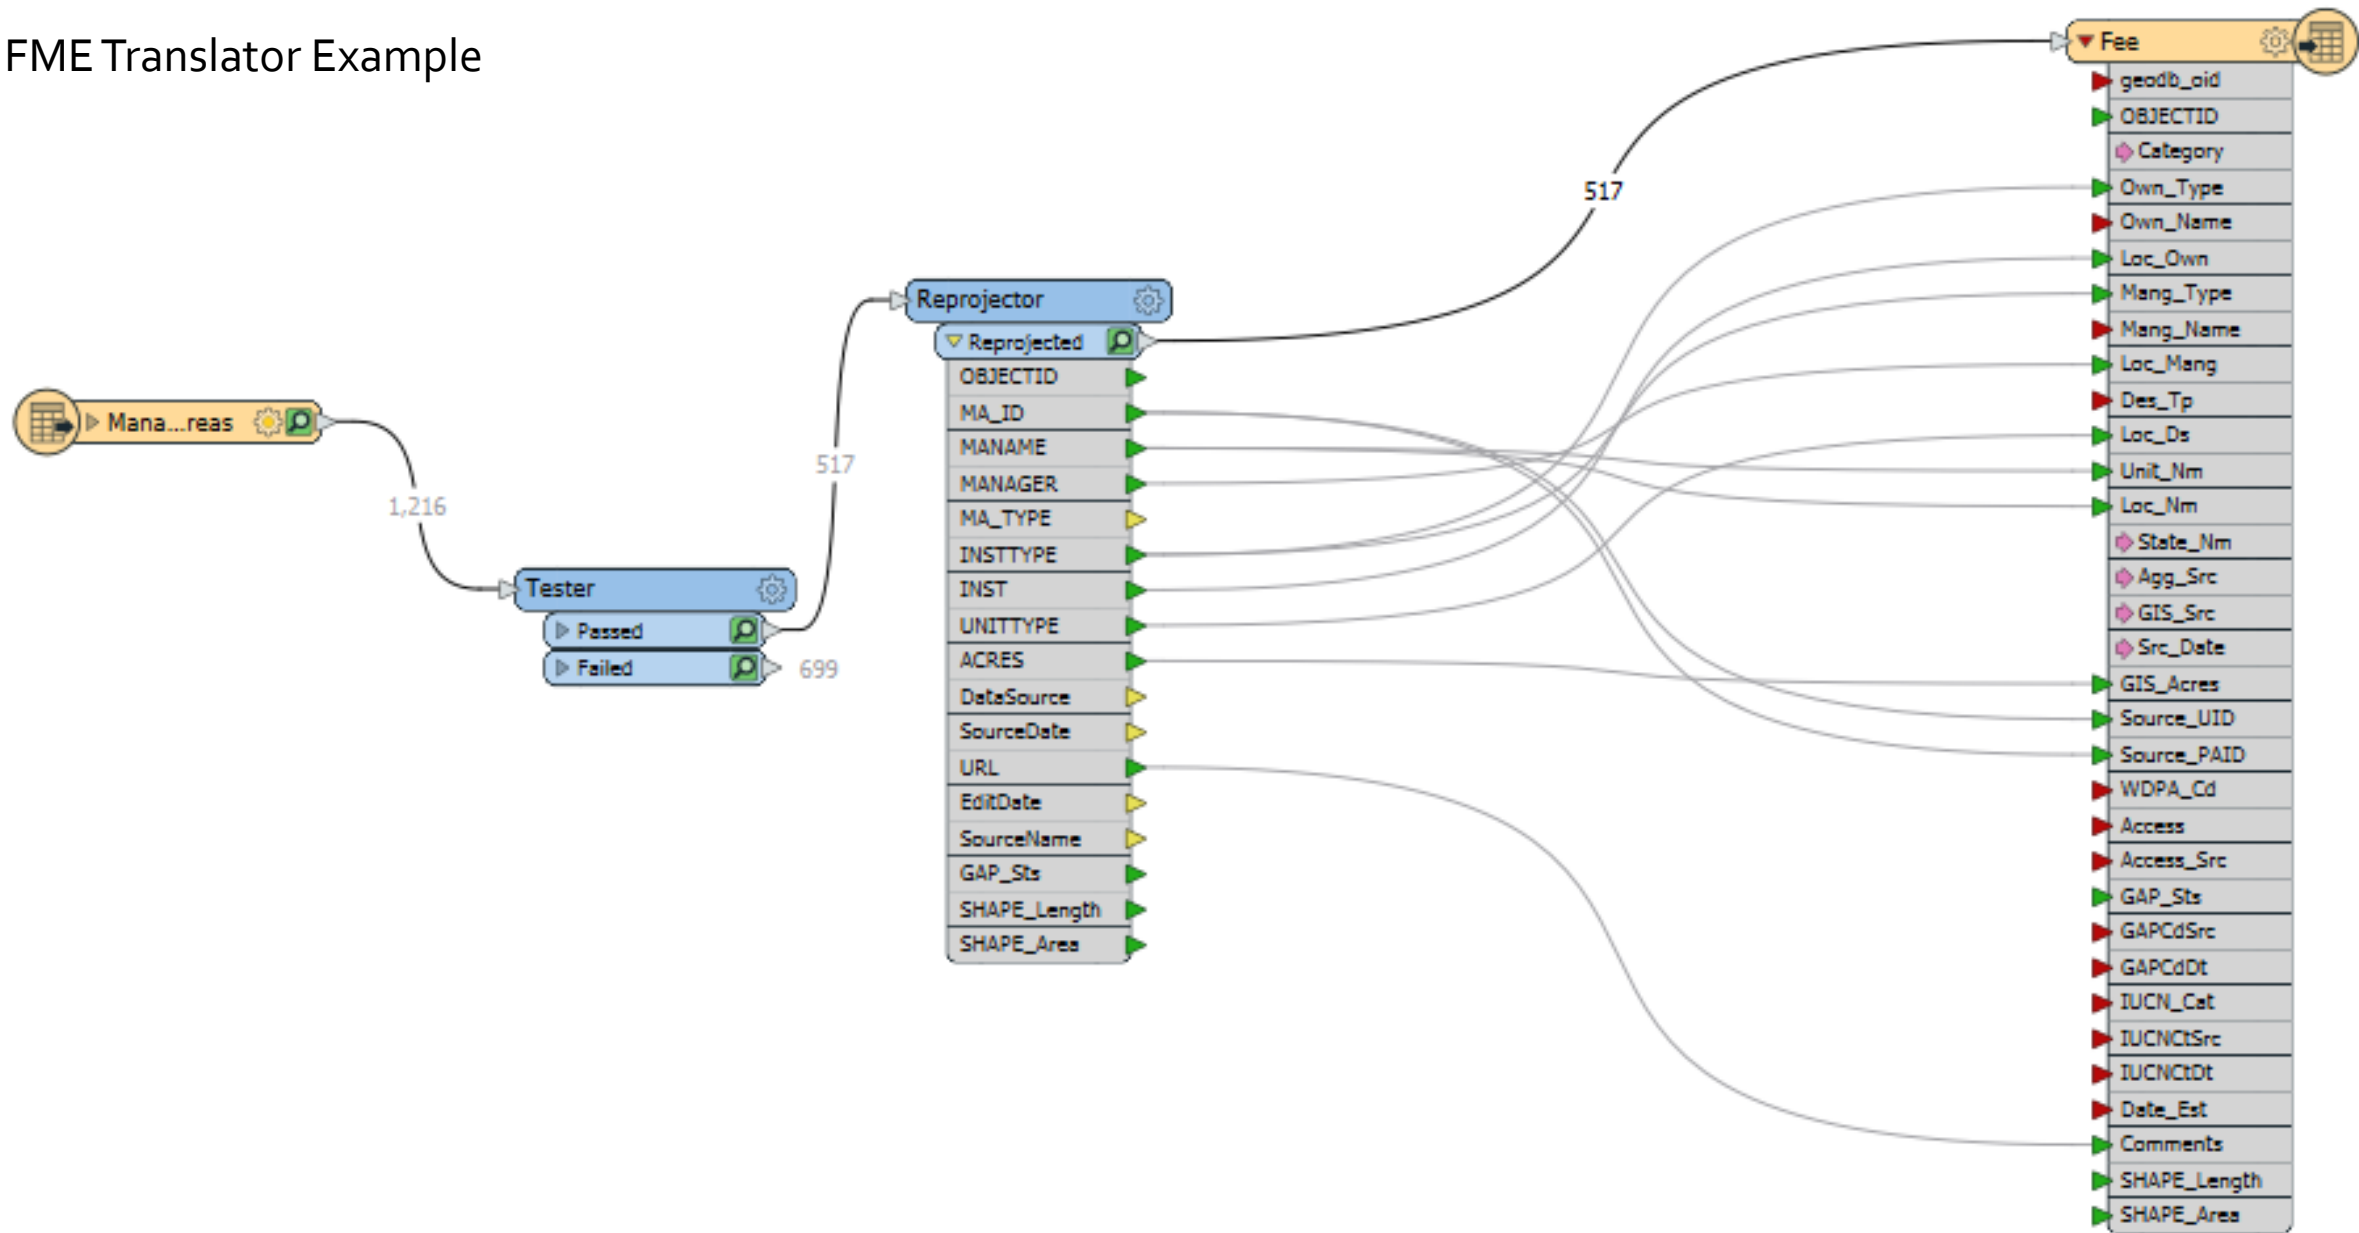 FME Translator Example
Mana...reas
1,216
Tester
Passed
Failed
699
517
Reprojector
Reprojected
OBJECTID
MA_ID
MANAME
MANAGER
MA_TYPE
INSTTYPE
INST
UNITTYPE
ACRES
DataSource
SourceDate
URL
EditDate
SourceName
GAP_Sts
SHAPE_Length
SHAPE_Area
517
Fee
geodb_oid
OBJECTID
Category
Own_Type
Own_Name
Loc_Own
Mang_Type
Mang_Name
Loc_Mang
Des_Tp
Loc_Ds
Unit_Nm
Loc_Nm
State_Nm
Agg_Src
GIS_Src
Src_Date
GIS_Acres
Source_UID
Source_PAID
WDPA_Cd
Access
Access_Src
GAP_Sts
GAPCdSrc
GAPCdDt
IUCN_Cat
IUCNCtSrc
IUCNCtDt
Date_Est
Comments
SHAPE_Length
SHAPE_Area